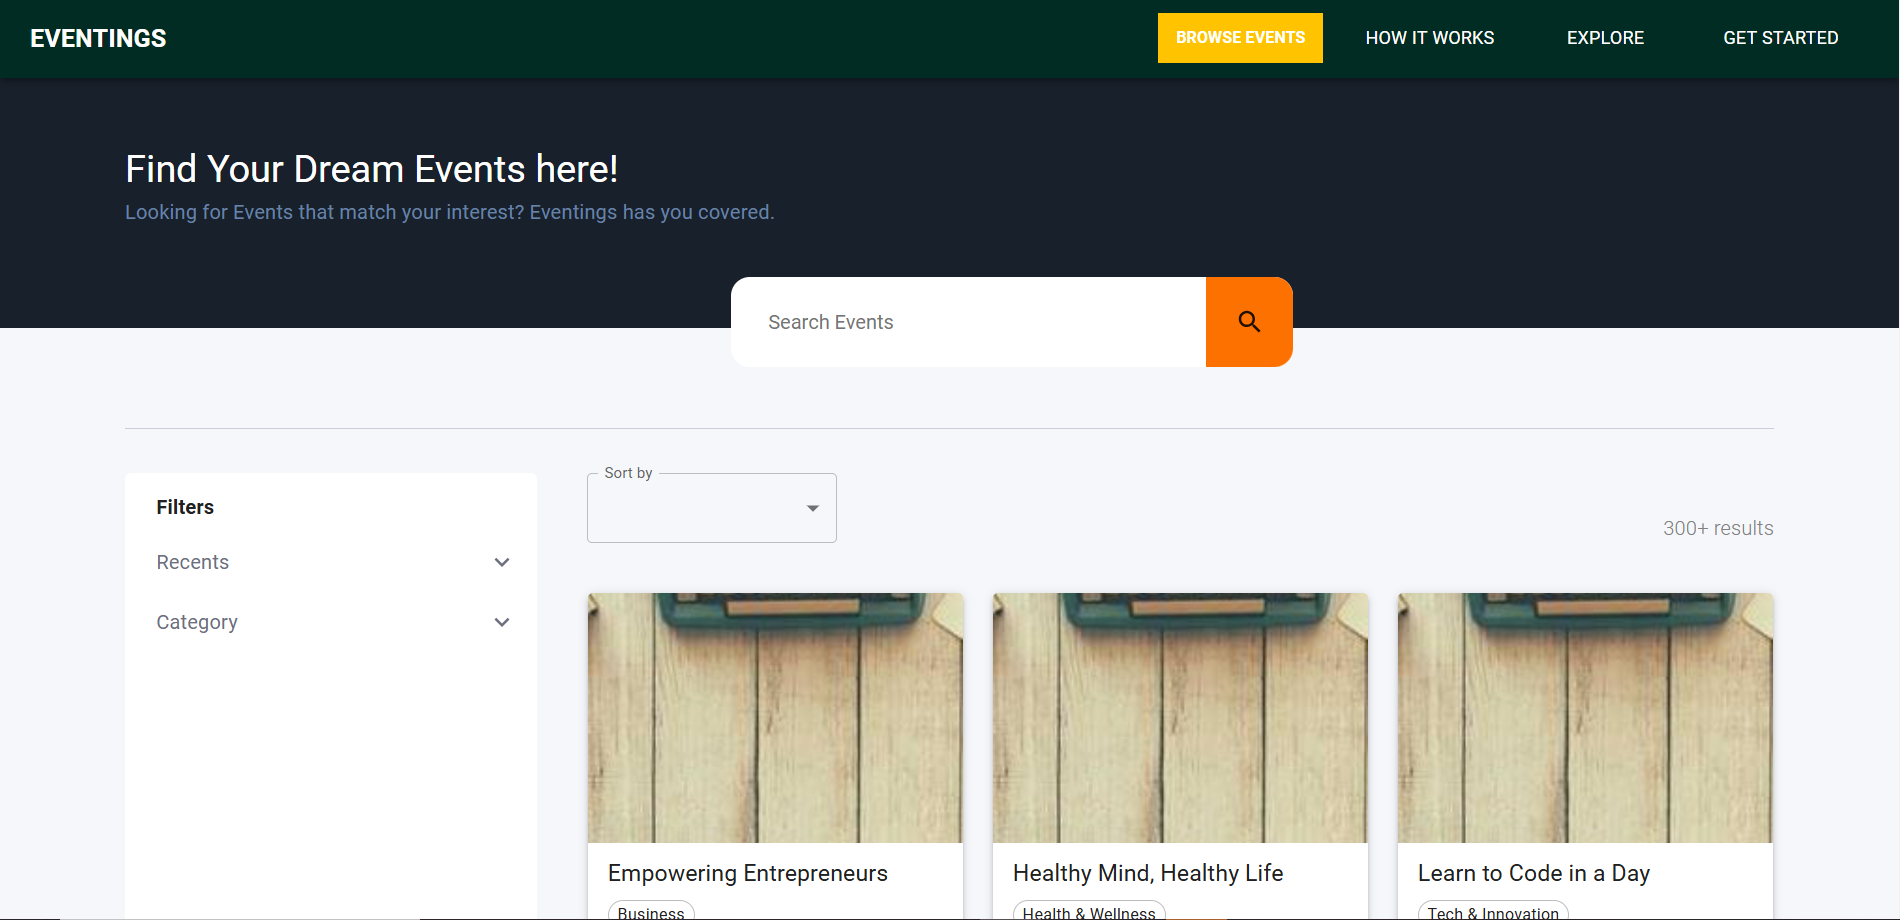 EVENTINGS
BROWSE EVENTS
HOW IT WORKS
EXPLORE
GET STARTED
Find Your Dream Events here!
Looking for Events that match your interest? Eventings has you covered.
Search Events
Filters
Recents
Category
Sort by
300+ results
Empowering Entrepreneurs
Business
Healthy Mind, Healthy Life
Health & Wellness
Learn to Code in a Day
Tech & Innovation